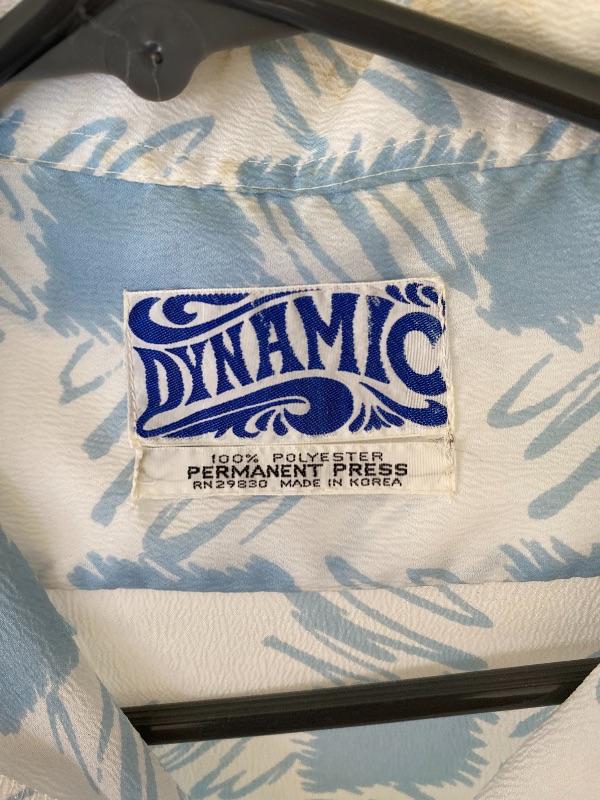 DYNAMIC
100% POLYESTER
PERMANENT PRESS
RN29830 MADE IN KOREA